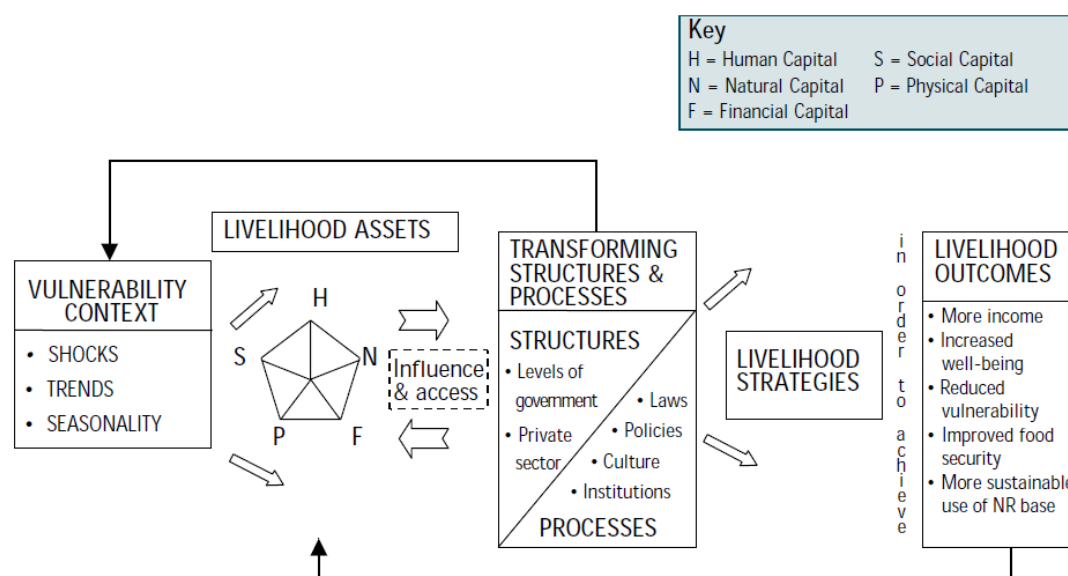 Key
H = Human Capital S = Social Capital
N = Natural Capital P = Physical Capital
F = Financial Capital
LIVELIHOOD ASSETS
VULNERABILITY
CONTEXT
• SHOCKS
• TRENDS
• SEASONALITY
H
S
N
P
F
Influence
& access
TRANSFORMING
STRUCTURES &
PROCESSES
STRUCTURES
• Levels of
government
• Private
sector
• Laws
• Policies
• Culture
• Institutions
PROCESSES
LIVELIHOOD
STRATEGIES
in order to achieve
LIVELIHOOD
OUTCOMES
• More income
• Increased
well-being
• Reduced
vulnerability
• Improved food
security
• More sustainable
use of NR base